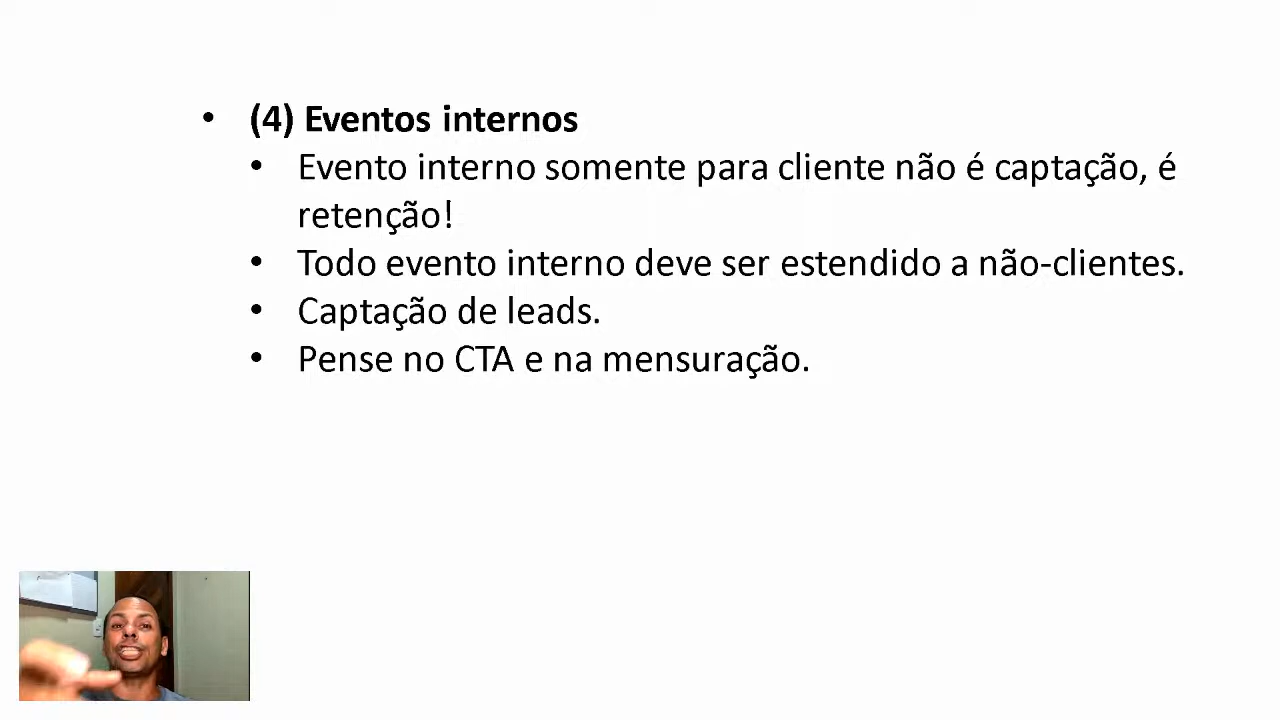 • (4) Eventos internos
• Evento interno somente para cliente não é captação, é
retenção!
• Todo evento interno deve ser estendido a não-clientes.
• Captação de leads.
• Pense no CTA e na mensuração.